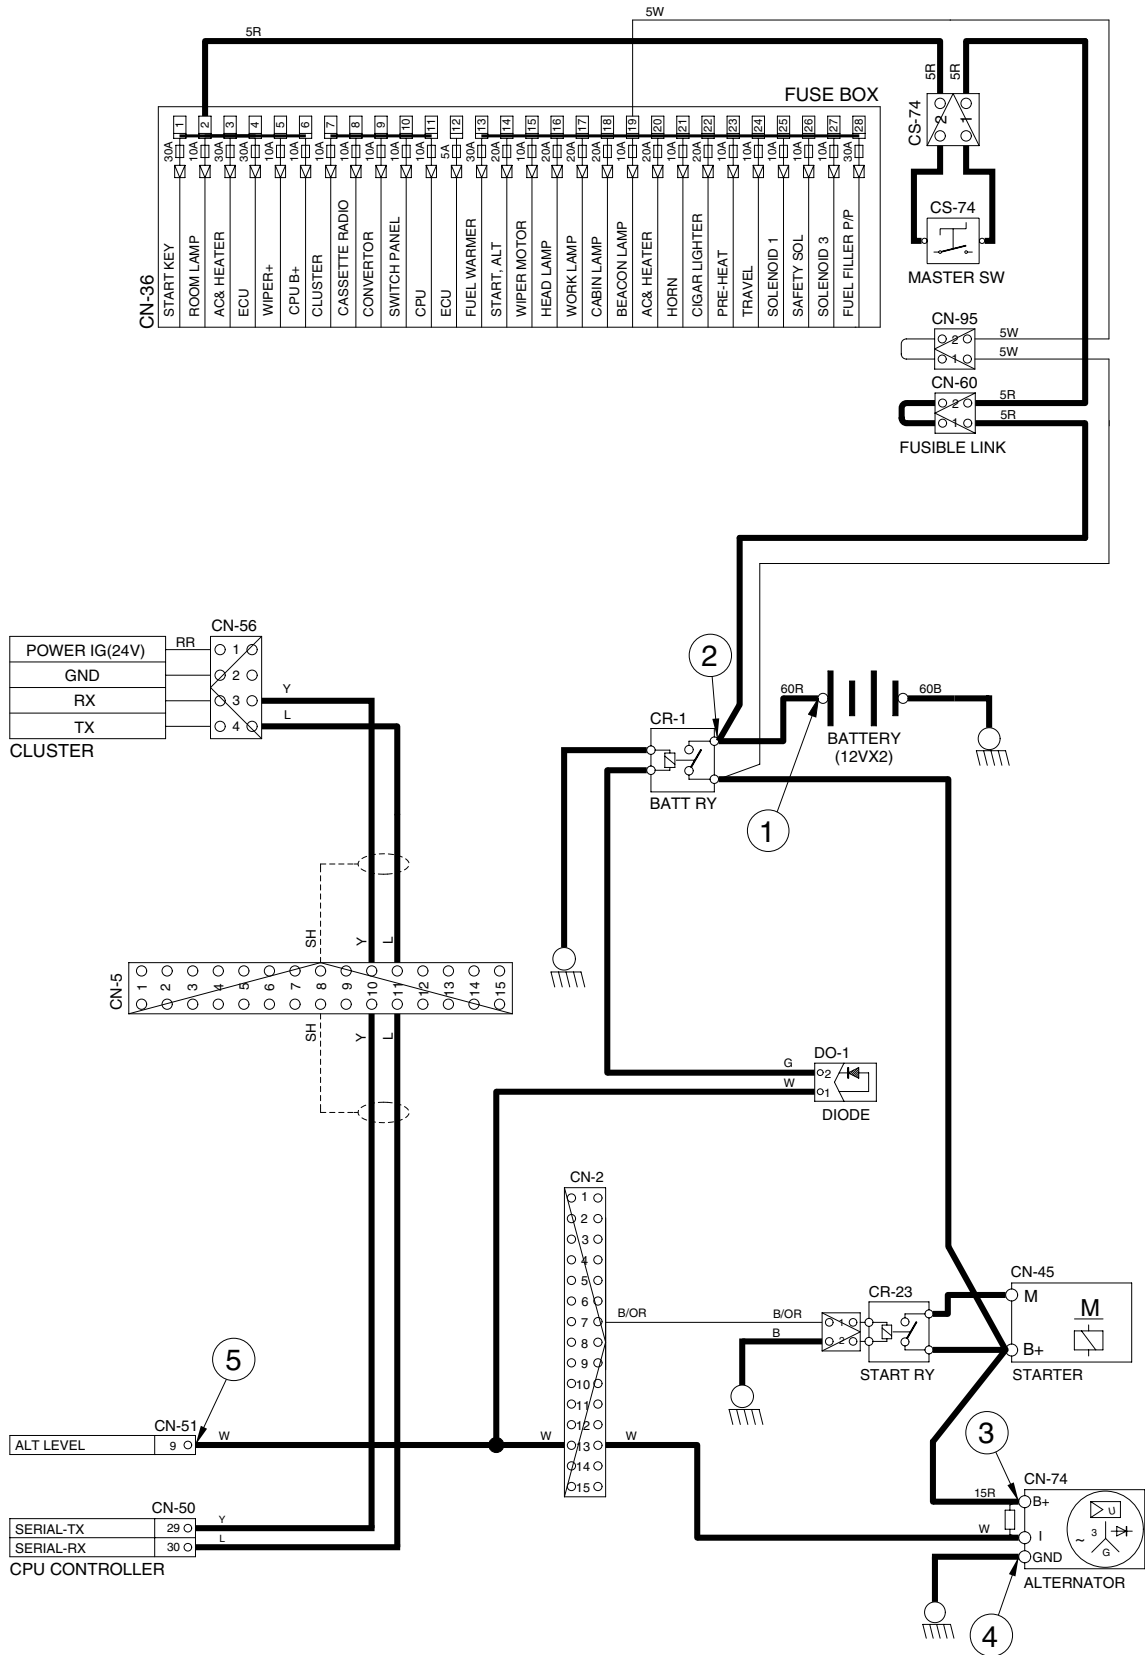 5W
5R
5R
5R
FUSE BOX
1 2 3 4 5 6 7 8 9 10 11 12 13 14 15 16 17 18 19 20 21 22 23 24 25 26 27 28
30A 10A 30A 30A 10A 10A 10A 10A 10A 10A 10A 5A 30A 20A 10A 20A 20A 20A 10A 20A 10A 20A 10A 10A 10A 10A 10A 30A
START KEY
ROOM LAMP
AC& HEATER
ECU
WIPER+
CPU B+
CLUSTER
CASSETTE RADIO
CONVERTOR
SWITCH PANEL
CPU
ECU
FUEL WARMER
START, ALT
WIPER MOTOR
HEAD LAMP
WORK LAMP
CABIN LAMP
BEACON LAMP
AC& HEATER
HORN
CIGAR LIGHTER
PRE-HEAT
TRAVEL
SOLENOID 1
SAFETY SOL
SOLENOID 3
FUEL FILLER P/P
CN-36
CS-74
2 1
CS-74
MASTER SW
CN-95
2 5W
1 5W
CN-60
2 5R
1 5R
FUSIBLE LINK
CN-56
POWER IG(24V) RR 1
GND 2
RX 3 Y
TX 4 L
CLUSTER
2
CR-1
BATT RY
60R
60B
BATTERY
(12VX2)
1
SH Y L
CN-5
1 2 3 4 5 6 7 8 9 10 11 12 13 14 15
SH Y L
DO-1
G 2
W 1
DIODE
CN-2
1
2
3
4
5
6
7 B/OR
8
9
10
11
12
W 13 W
14
15
B/OR 1
B 2
CR-23
START RY
CN-45
M
M
B+
STARTER
5
CN-51
ALT LEVEL 9 W
CN-50
SERIAL-TX 29 Y
SERIAL-RX 30 L
CPU CONTROLLER
3
CN-74
15R B+
W I
GND
U
3
~
G
ALTERNATOR
4